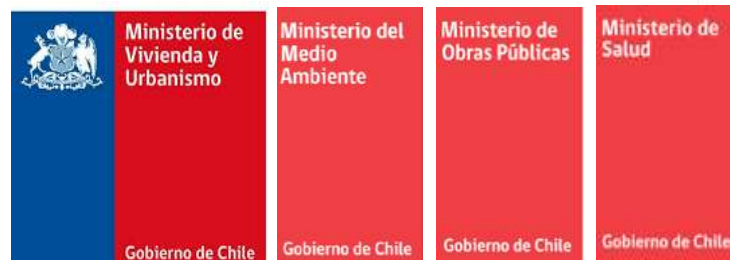 Ministerio de
Vivienda y
Urbanismo
Gobierno de Chile
Ministerio del
Medio
Ambiente
Gobierno de Chile
Ministerio de
Obras Públicas
Gobierno de Chile
Ministerio de
Salud
Gobierno de Chile